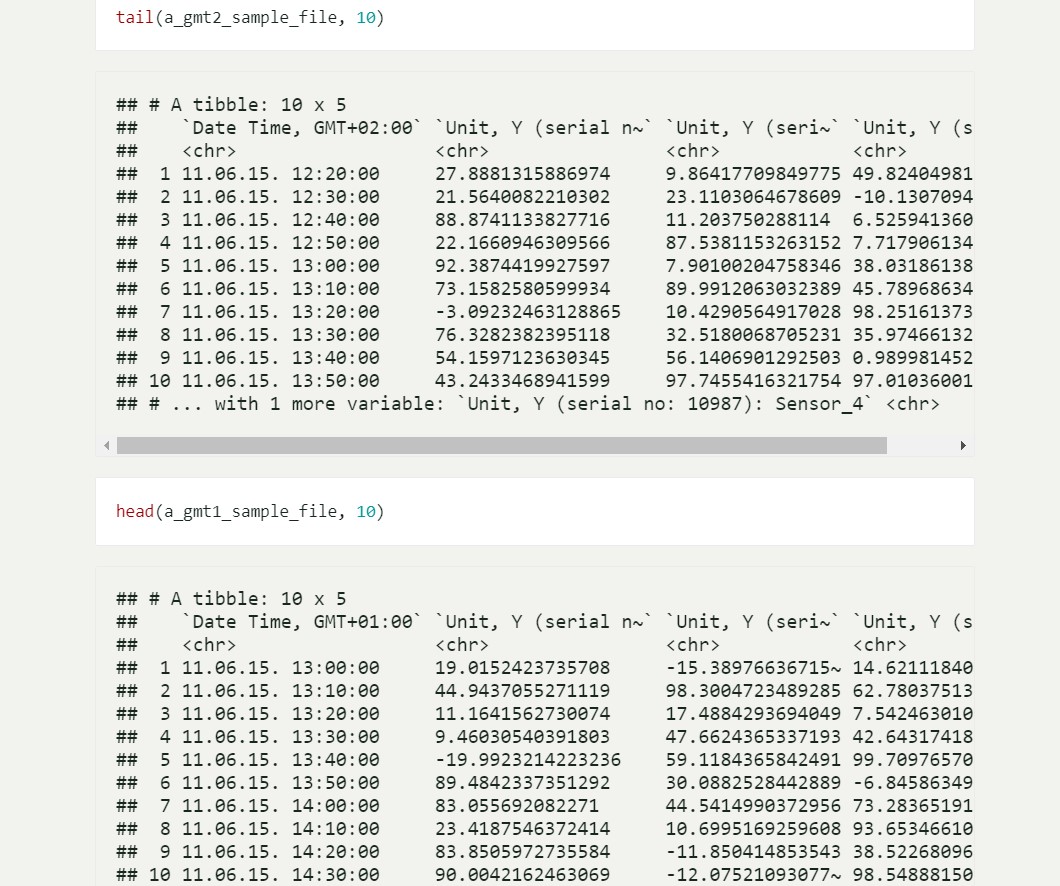 tail(a_gmt2_sample_file, 10)
## # A tibble: 10 x 5
##    `Date Time, GMT+02:00` `Unit, Y (serial n~` `Unit, Y (seri~` `Unit, Y (s
##    <chr>                  <chr>                <chr>            <chr>
##  1 11.06.15. 12:20:00     27.8881315886974     9.86417709849775 49.82404981
##  2 11.06.15. 12:30:00     21.5640082210302     23.1103064678609 -10.1307094
##  3 11.06.15. 12:40:00     88.8741133827716     11.203750288114  6.525941360
##  4 11.06.15. 12:50:00     22.1660946309566     87.5381153263152 7.717906134
##  5 11.06.15. 13:00:00     92.3874419927597     7.90100204758346 38.03186138
##  6 11.06.15. 13:10:00     73.1582580599934     89.9912063032389 45.78968634
##  7 11.06.15. 13:20:00     -3.09232463128865    10.4290564917028 98.25161373
##  8 11.06.15. 13:30:00     76.3282382395118     32.5180068705231 35.97466132
##  9 11.06.15. 13:40:00     54.1597123630345     56.1406901292503 0.989981452
## 10 11.06.15. 13:50:00     43.2433468941599     97.7455416321754 97.01036001
## # ... with 1 more variable: `Unit, Y (serial no: 10987): Sensor_4` <chr>
head(a_gmt1_sample_file, 10)
## # A tibble: 10 x 5
##    `Date Time, GMT+01:00` `Unit, Y (serial n~` `Unit, Y (seri~` `Unit, Y (s
##    <chr>                  <chr>                <chr>            <chr>
##  1 11.06.15. 13:00:00     19.0152423735708     -15.38976636715~ 14.62111840
##  2 11.06.15. 13:10:00     44.9437055271119     98.3004723489285 62.78037513
##  3 11.06.15. 13:20:00     11.1641562730074     17.4884293694049 7.542463010
##  4 11.06.15. 13:30:00     9.46030540391803     47.6624365337193 42.64317418
##  5 11.06.15. 13:40:00     -19.9923214223236    59.1184365842491 99.70976570
##  6 11.06.15. 13:50:00     89.4842337351292     30.0882528442889 -6.84586349
##  7 11.06.15. 14:00:00     83.055692082271      44.5414990372956 73.28365191
##  8 11.06.15. 14:10:00     23.4187546372414     10.6995169259608 93.65346610
##  9 11.06.15. 14:20:00     83.8505972735584     -11.850414853543 38.52268096
## 10 11.06.15. 14:30:00     90.0042162463069     -12.07521093077~ 98.54888150